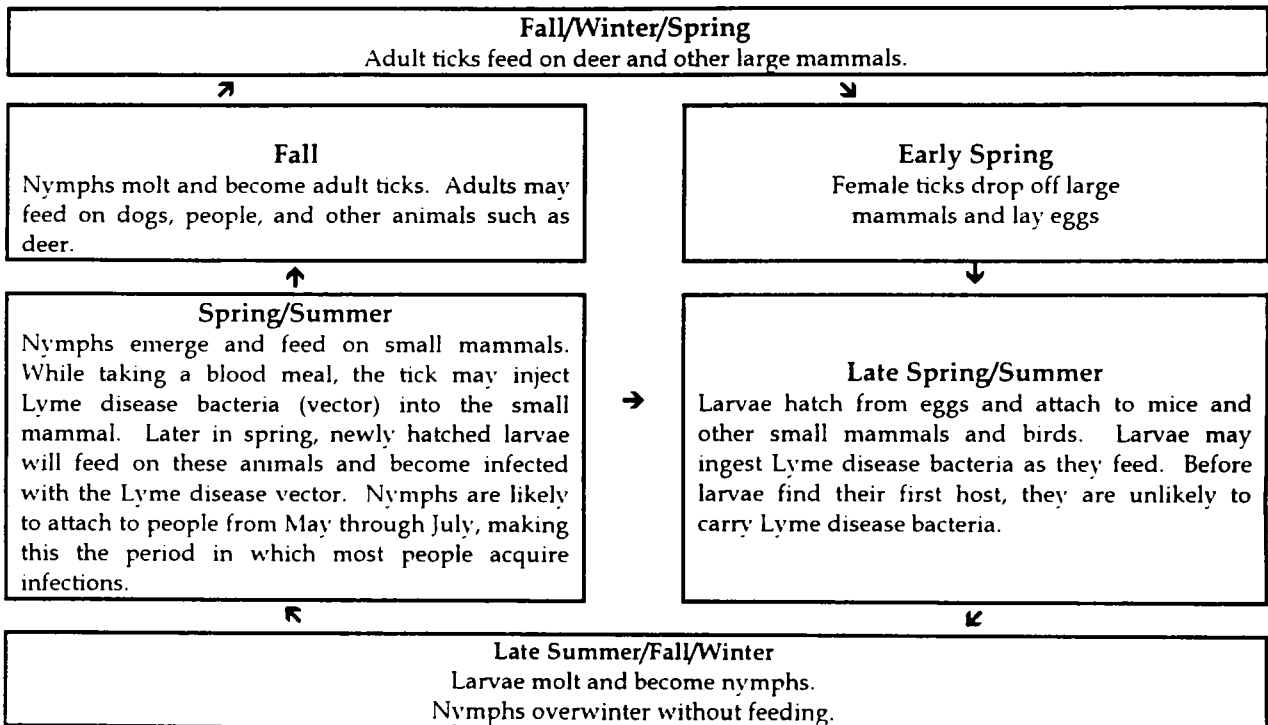 Fall/Winter/Spring
Adult ticks feed on deer and other large mammals.
Fall
Nymphs molt and become adult ticks. Adults may
feed on dogs, people, and other animals such as
deer.
Early Spring
Female ticks drop off large
mammals and lay eggs
Spring/Summer
Nymphs emerge and feed on small mammals.
While taking a blood meal, the tick may inject
Lyme disease bacteria (vector) into the small
mammal. Later in spring, newly hatched larvae
will feed on these animals and become infected
with the Lyme disease vector. Nymphs are likely
to attach to people from May through July, making
this the period in which most people acquire
infections.
Late Spring/Summer
Larvae hatch from eggs and attach to mice and
other small mammals and birds. Larvae may
ingest Lyme disease bacteria as they feed. Before
larvae find their first host, they are unlikely to
carry Lyme disease bacteria.
Late Summer/Fall/Winter
Larvae molt and become nymphs.
Nymphs overwinter without feeding.